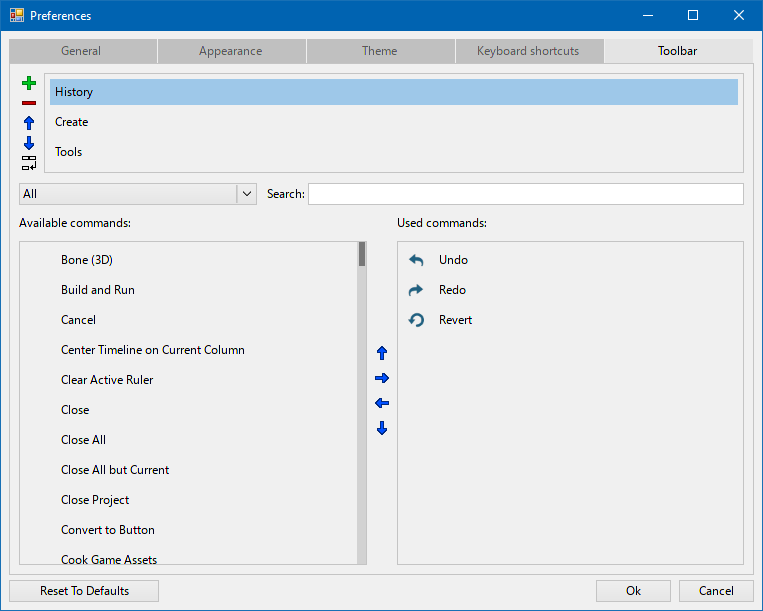 Preferences
General Appearance Theme Keyboard shortcuts Toolbar
History
Create
Tools
All Search:
Available commands: Used commands:
Bone (3D) Undo
Build and Run Redo
Cancel Revert
Center Timeline on Current Column
Clear Active Ruler
Close
Close All
Close All but Current
Close Project
Convert to Button
Cook Game Assets
Reset To Defaults Ok Cancel